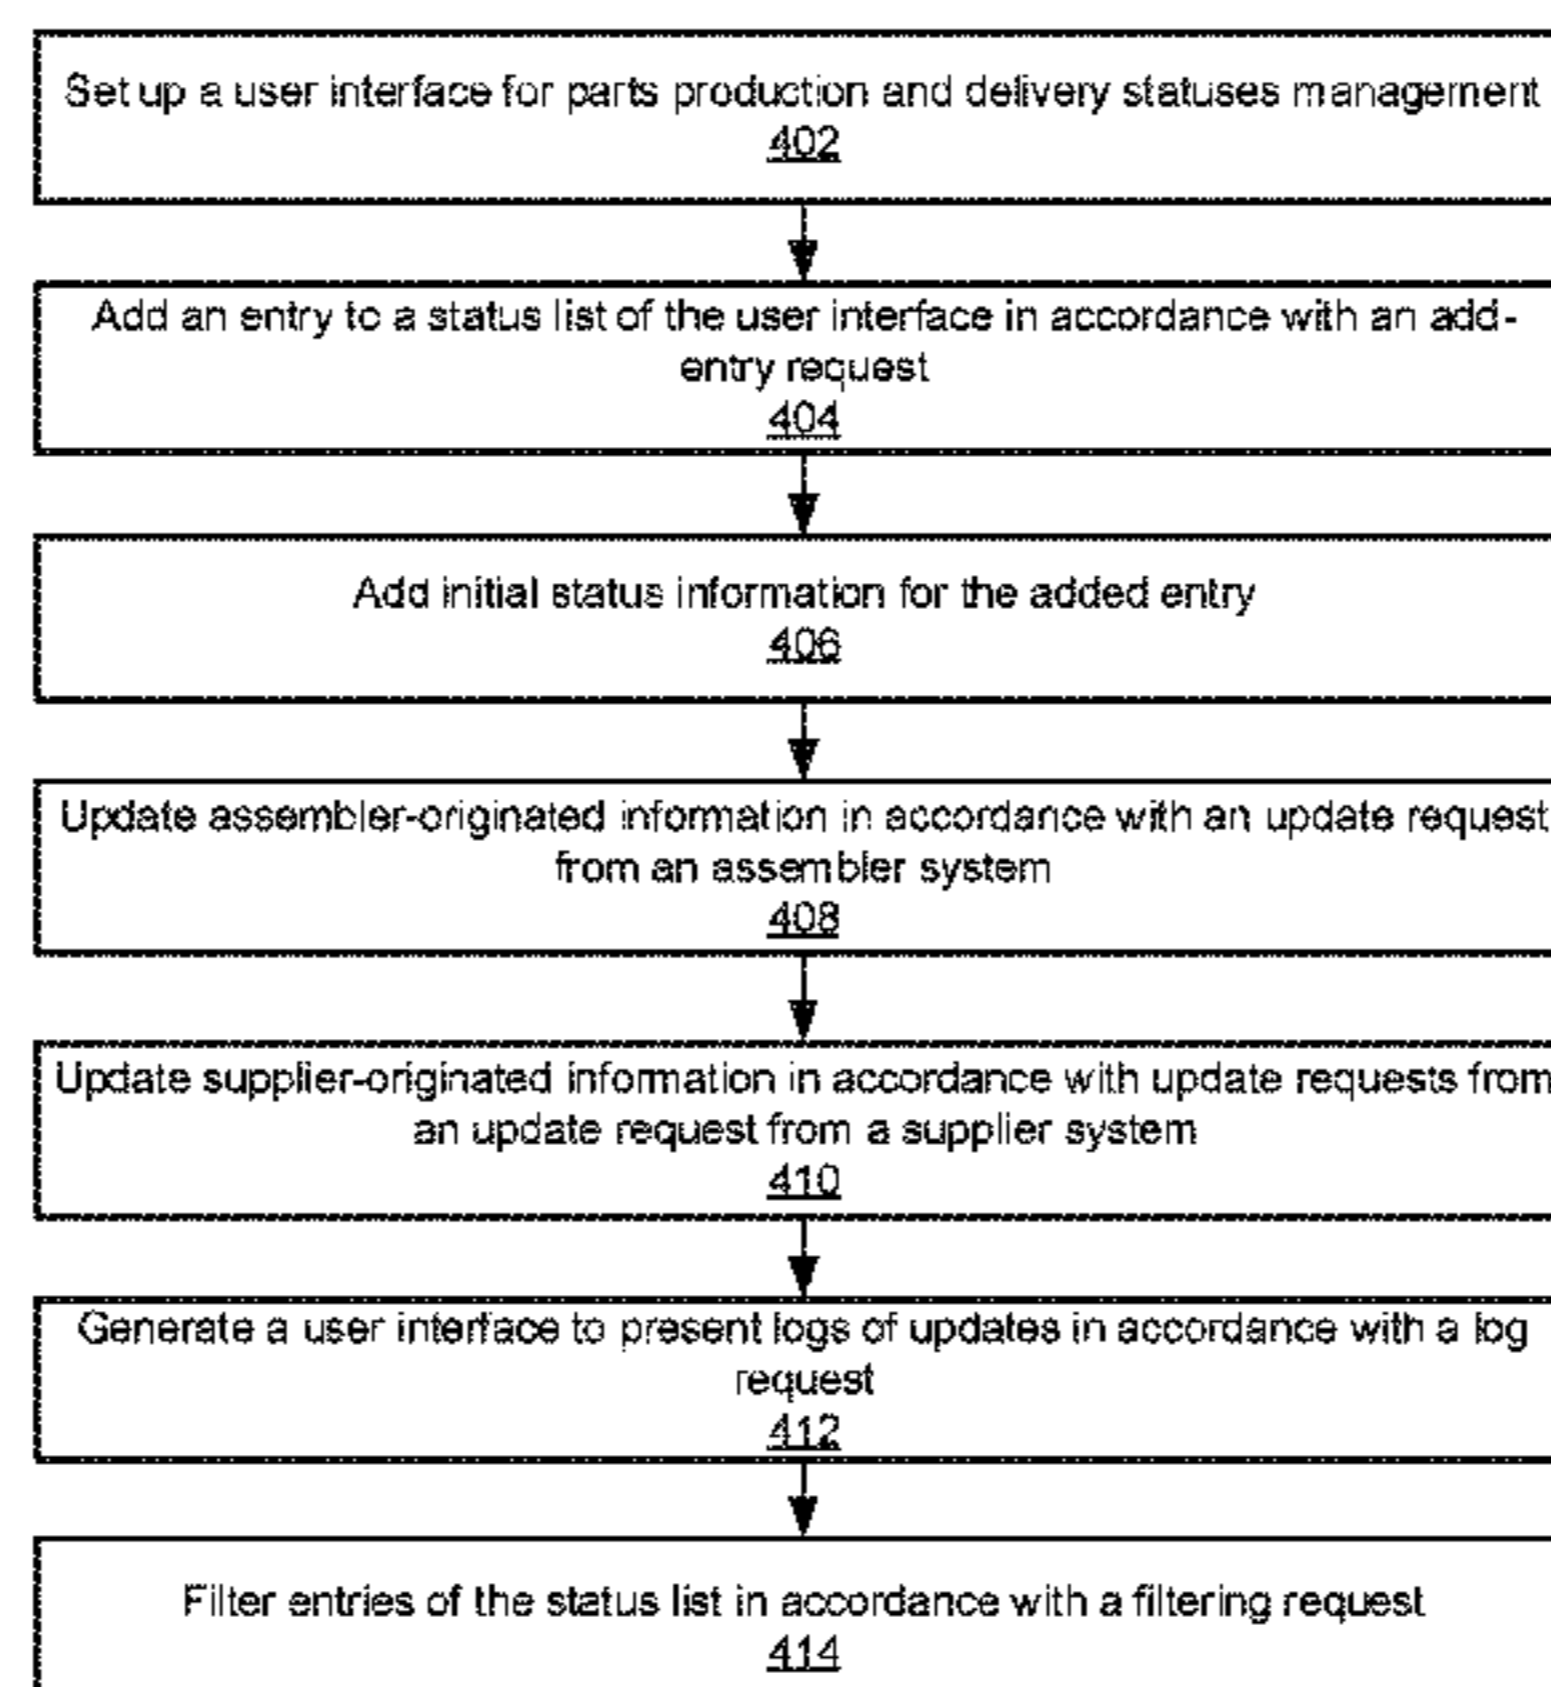 Set up a user interface for parts production and delivery statuses management
402
Add an entry to a status list of the user interface in accordance with an add-
entry request
404
Add initial status information for the added entry
406
Update assembler-originated information in accordance with an update request
from an assembler system
408
Update supplier-originated information in accordance with update requests from
an update request from a supplier system
410
Generate a user interface to present logs of updates in accordance with a log
request
412
Filter entries of the status list in accordance with a filtering request
414